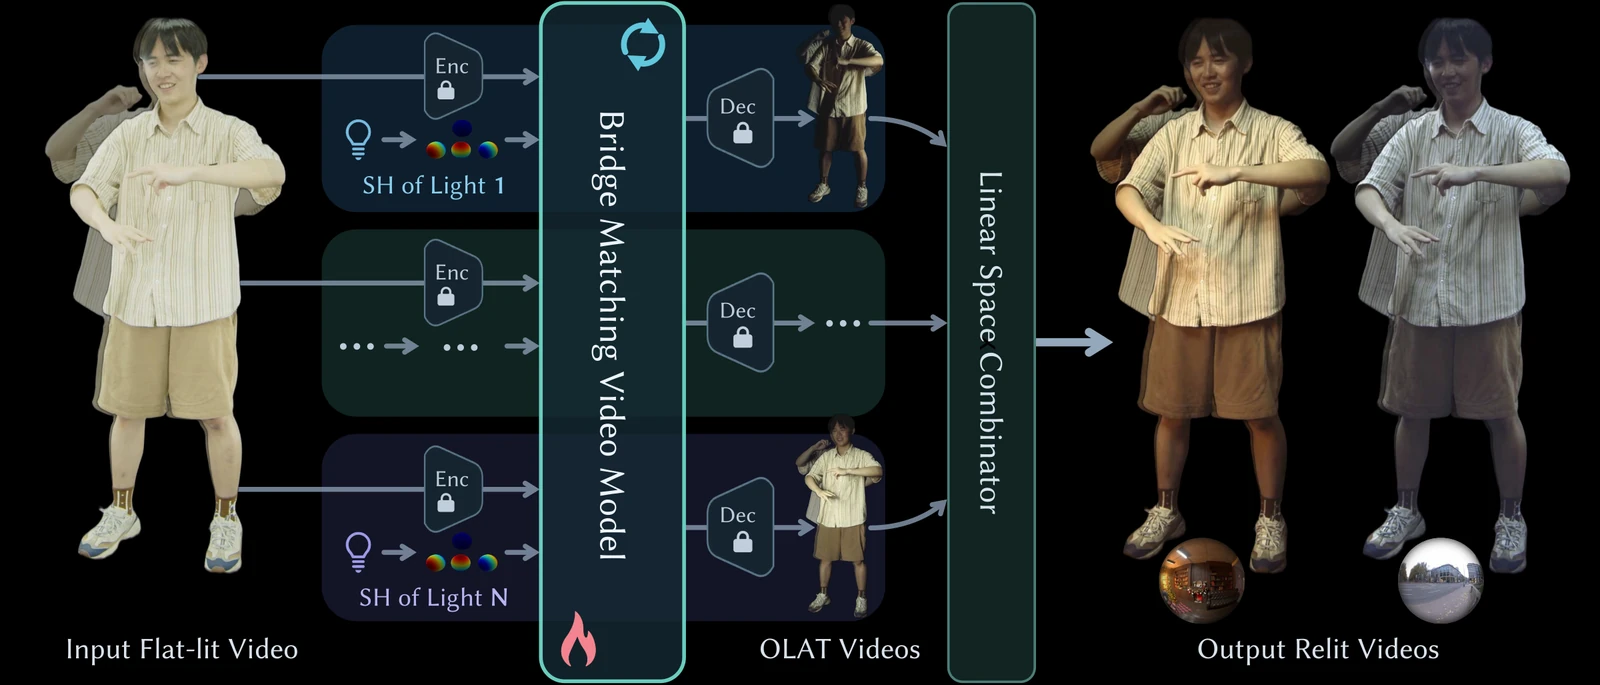 Enc
SH of Light 1
Enc
...
...
Enc
SH of Light N
Bridge Matching Video Model
Dec
Dec
...
Dec
Linear Space Combinator
Input Flat-lit Video
OLAT Videos
Output Relit Videos